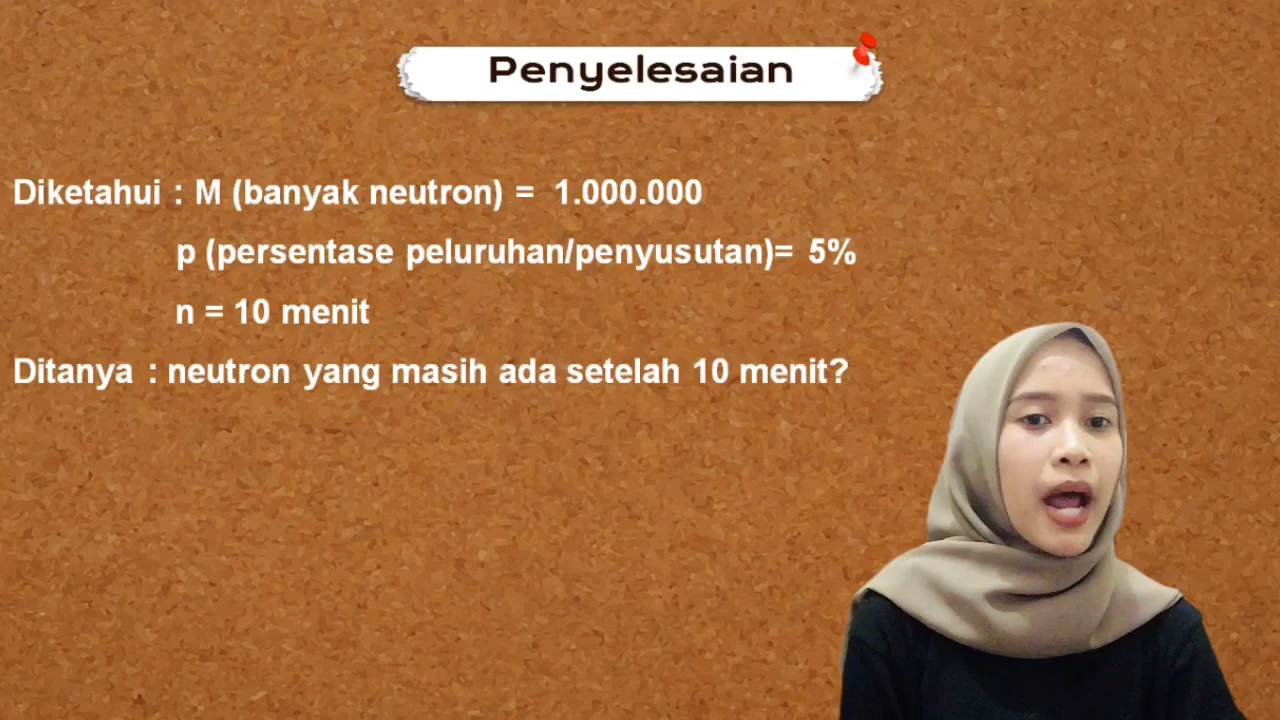 Penyelesaian
Diketahui : M (banyak neutron) = 1.000.000
p (persentase peluruhan/penyusutan)= 5%
n = 10 menit
Ditanya : neutron yang masih ada setelah 10 menit?